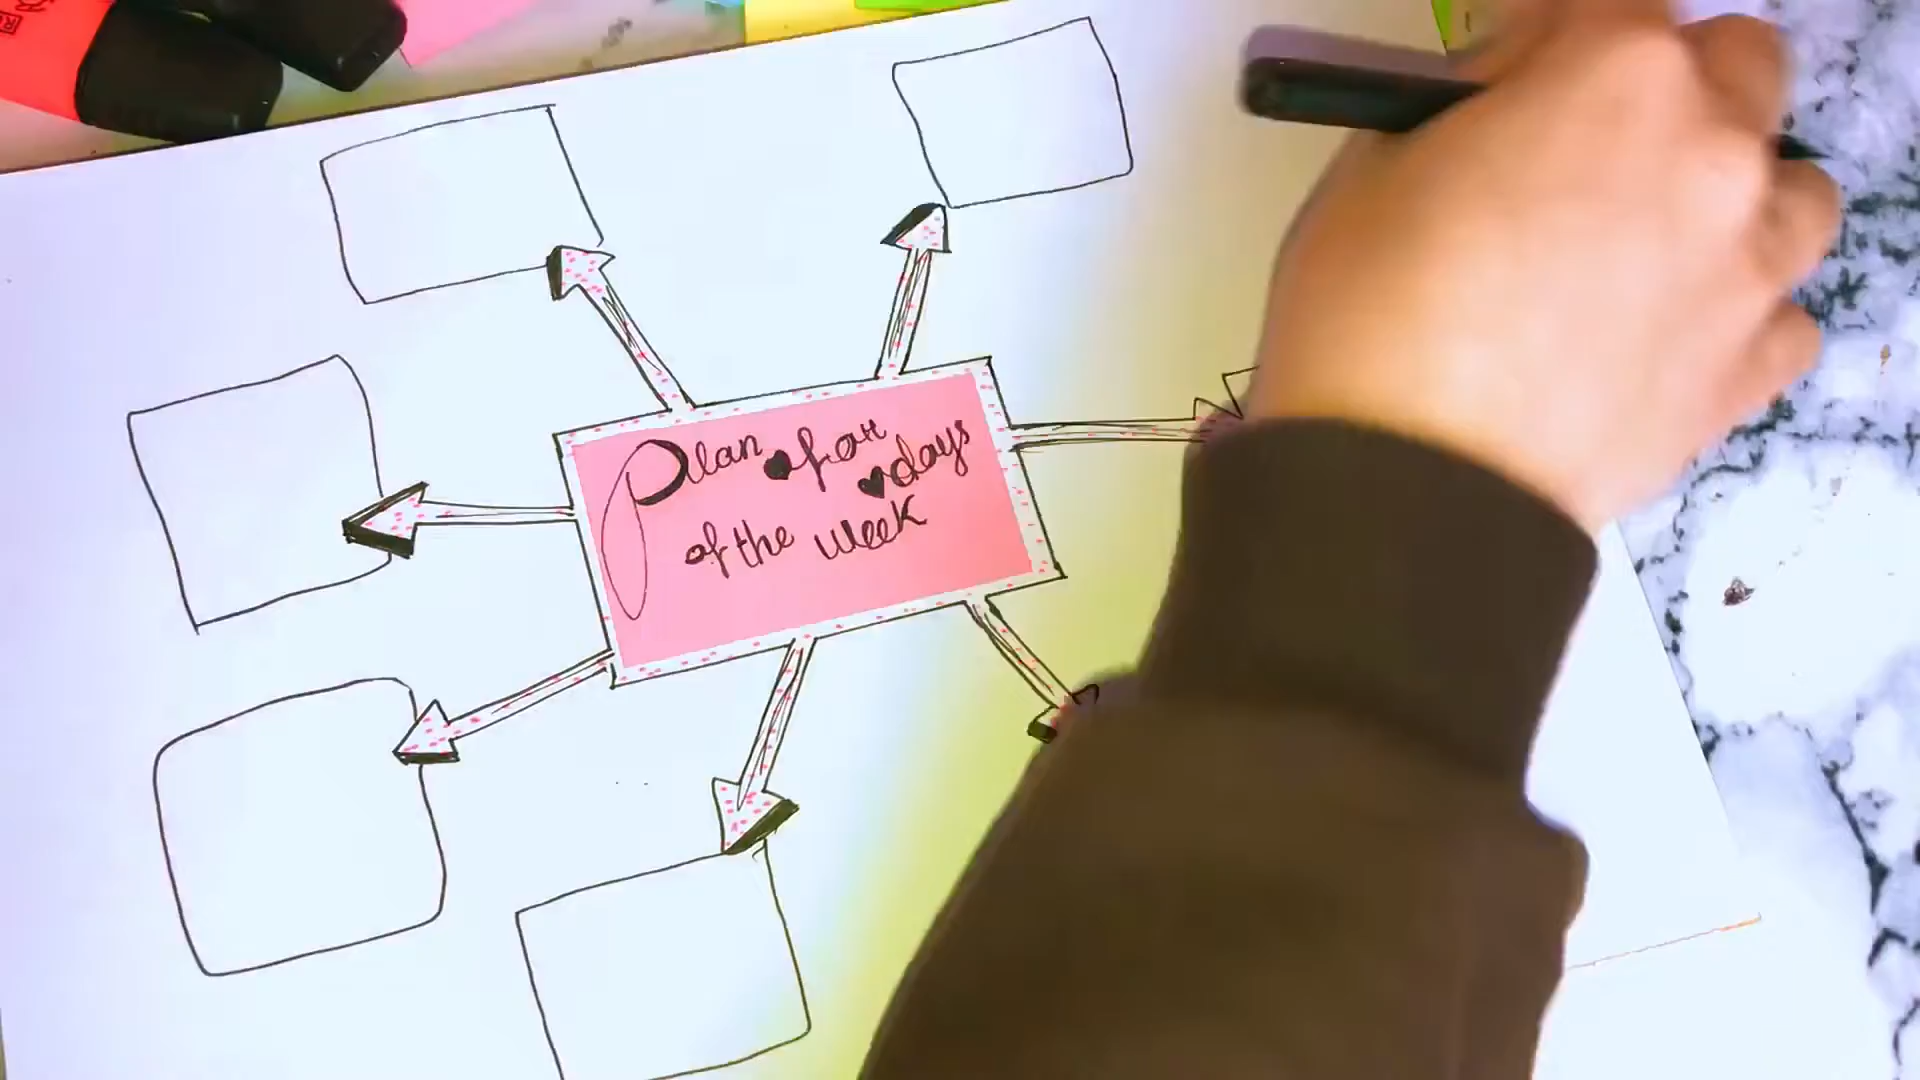 Plan for days
of the week